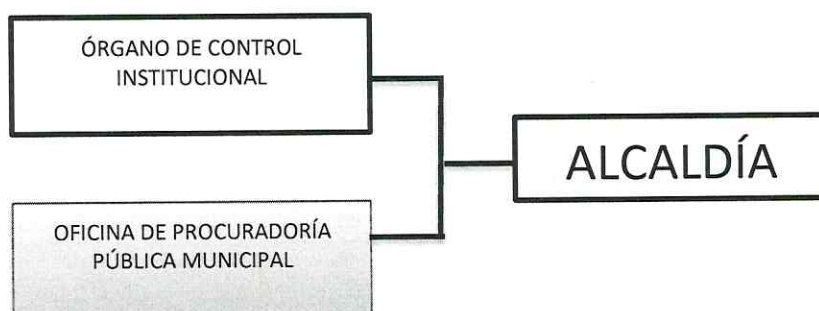 ÓRGANO DE CONTROL
INSTITUCIONAL
ALCALDÍA
OFICINA DE PROCURADORÍA
PÚBLICA MUNICIPAL